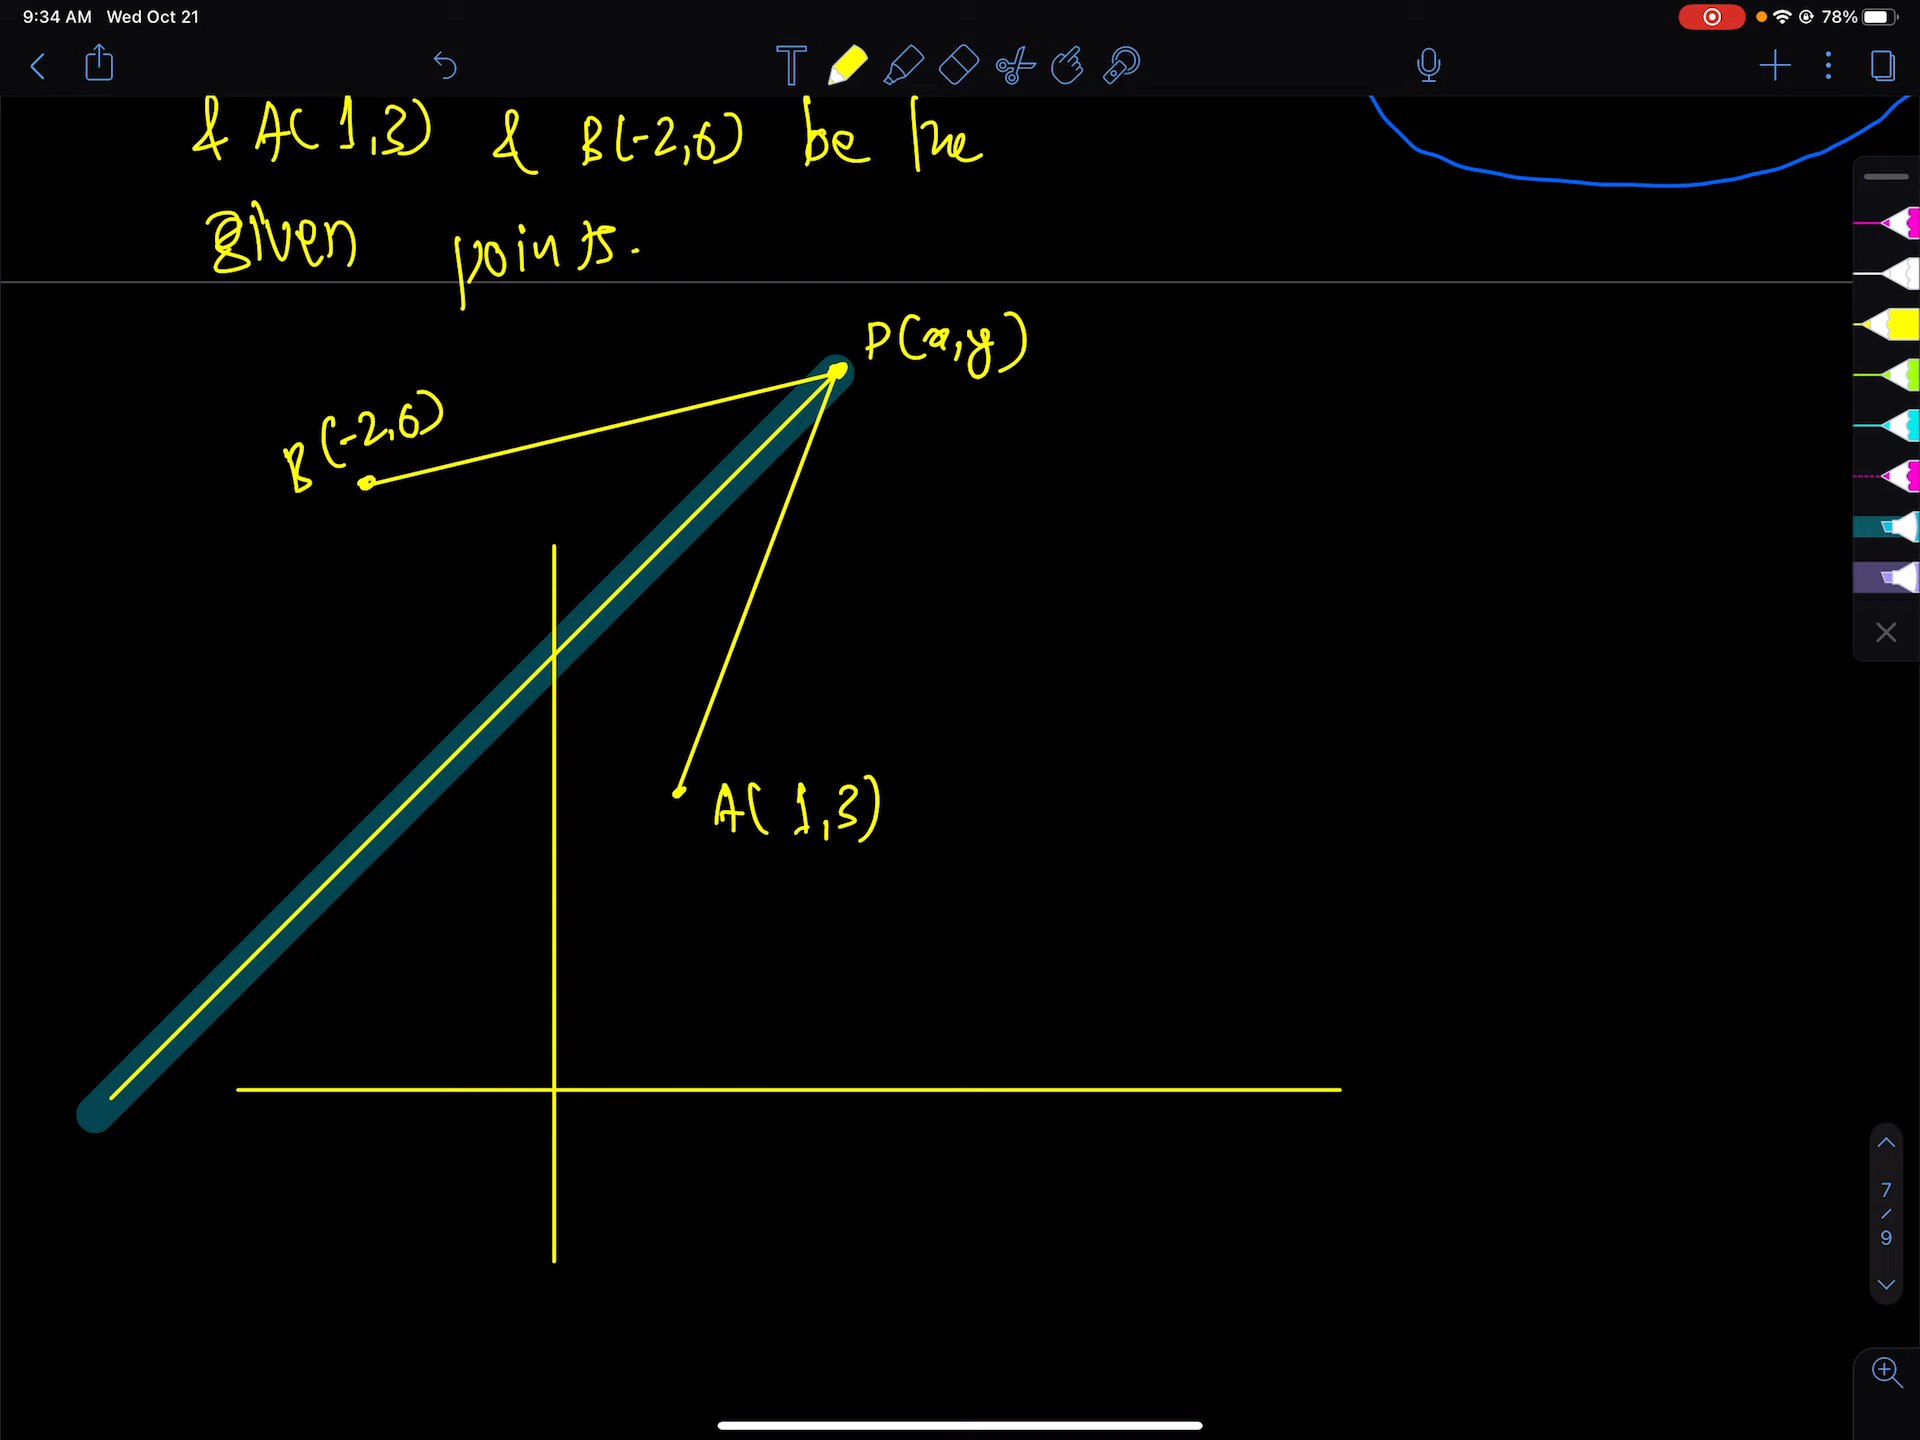 9:34 AM Wed Oct 21
78%
T
& A(1,3) & B(-2,6) be the
given points.
P(x,y)
B(-2,6)
A(1,3)
7
/
9